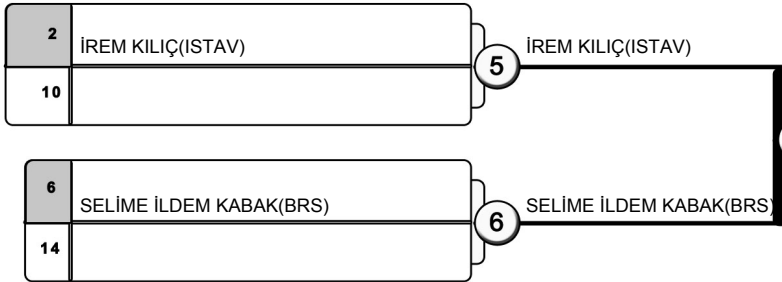 2
İREM KILIÇ(ISTAV)
5
İREM KILIÇ(ISTAV)
10
6
SELİME İLDEM KABAK(BRS)
6
SELİME İLDEM KABAK(BRS)
14